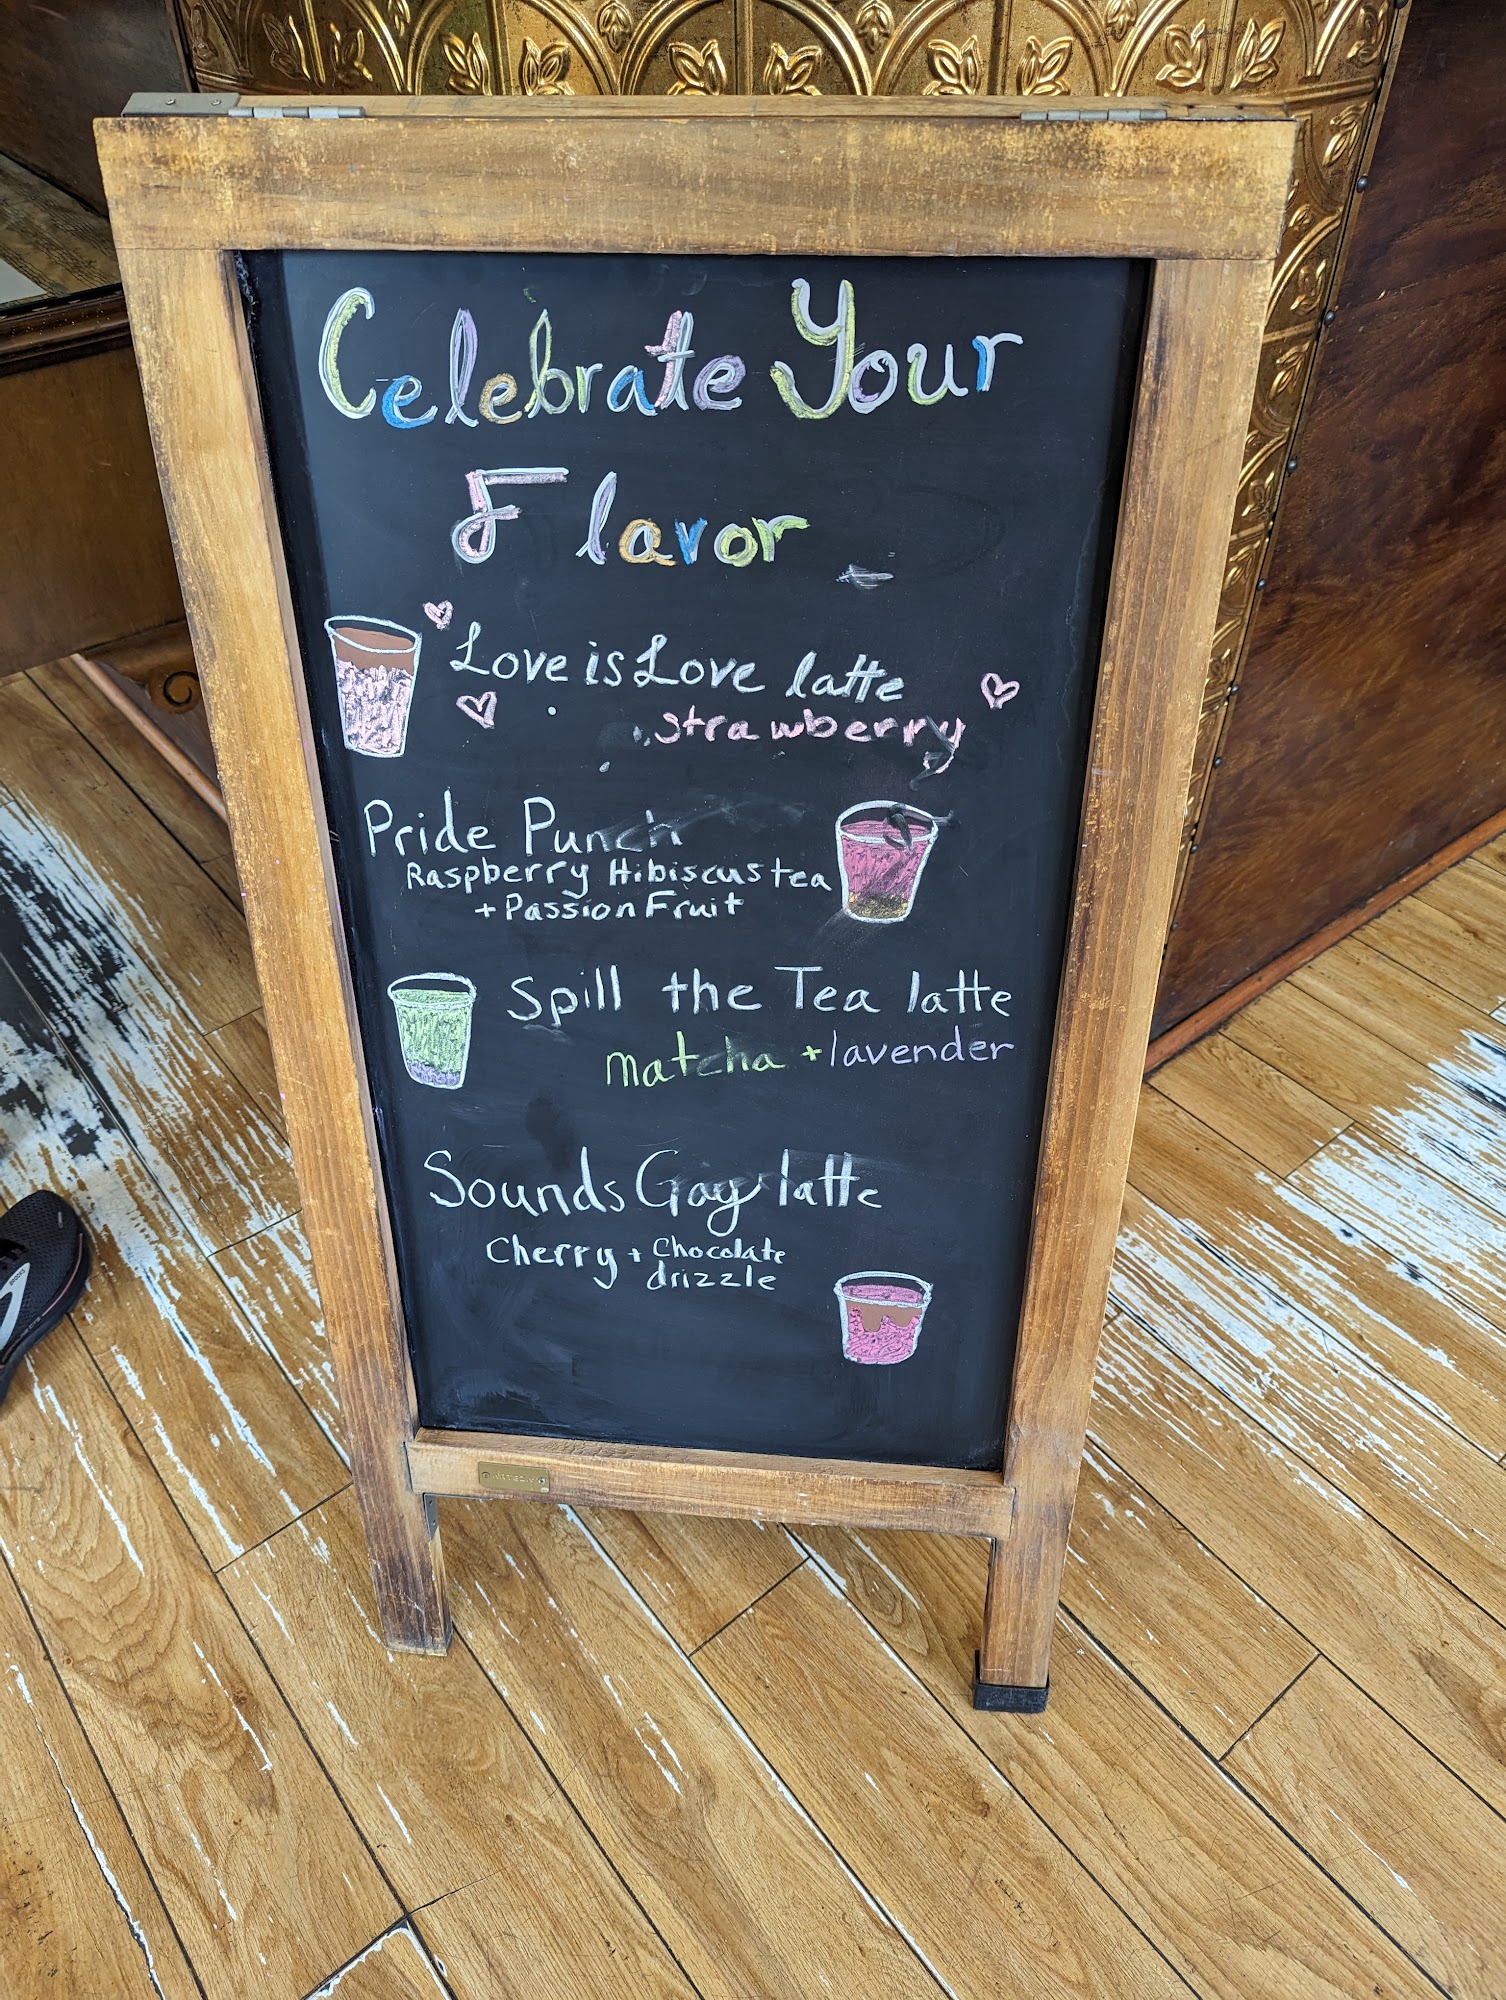 Celebrate Your
Flavor
Love is Love latte
strawberry
Pride Punch
Raspberry Hibiscus tea
+ Passion Fruit
Spill the Tea latte
matcha + lavender
Sounds Gay latte
Cherry + Chocolate
drizzle